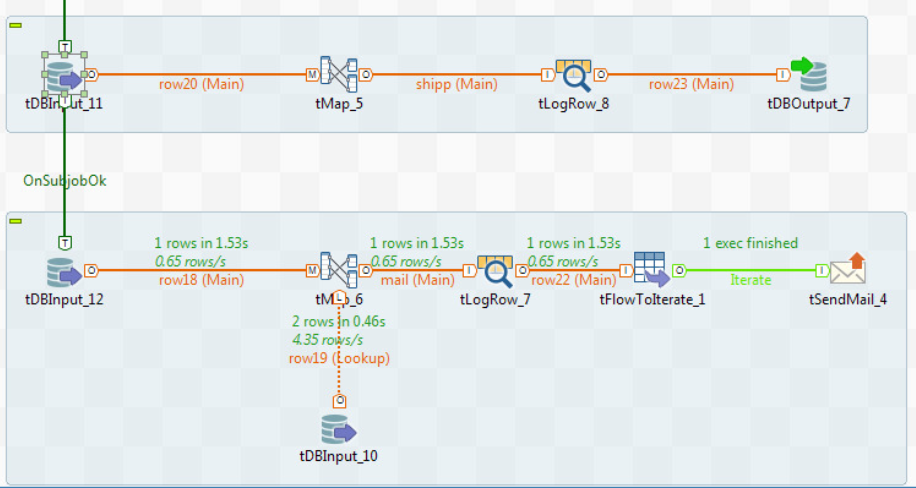 T
O
row20 (Main)
M
O
shipp (Main)
I
O
row23 (Main)
I
tDBInput_11
tMap_5
tLogRow_8
tDBOutput_7
T
OnSubjobOk
T
1 rows in 1.53s
0.65 rows/s
row18 (Main)
1 rows in 1.53s
0.65 rows/s
mail (Main)
1 rows in 1.53s
0.65 rows/s
row22 (Main)
1 exec finished
Iterate
O
M
O
I
O
I
O
I
tDBInput_12
tMap_6
tLogRow_7
tFlowToIterate_1
tSendMail_4
L
2 rows in 0.46s
4.35 rows/s
row19 (Lookup)
O
tDBInput_10